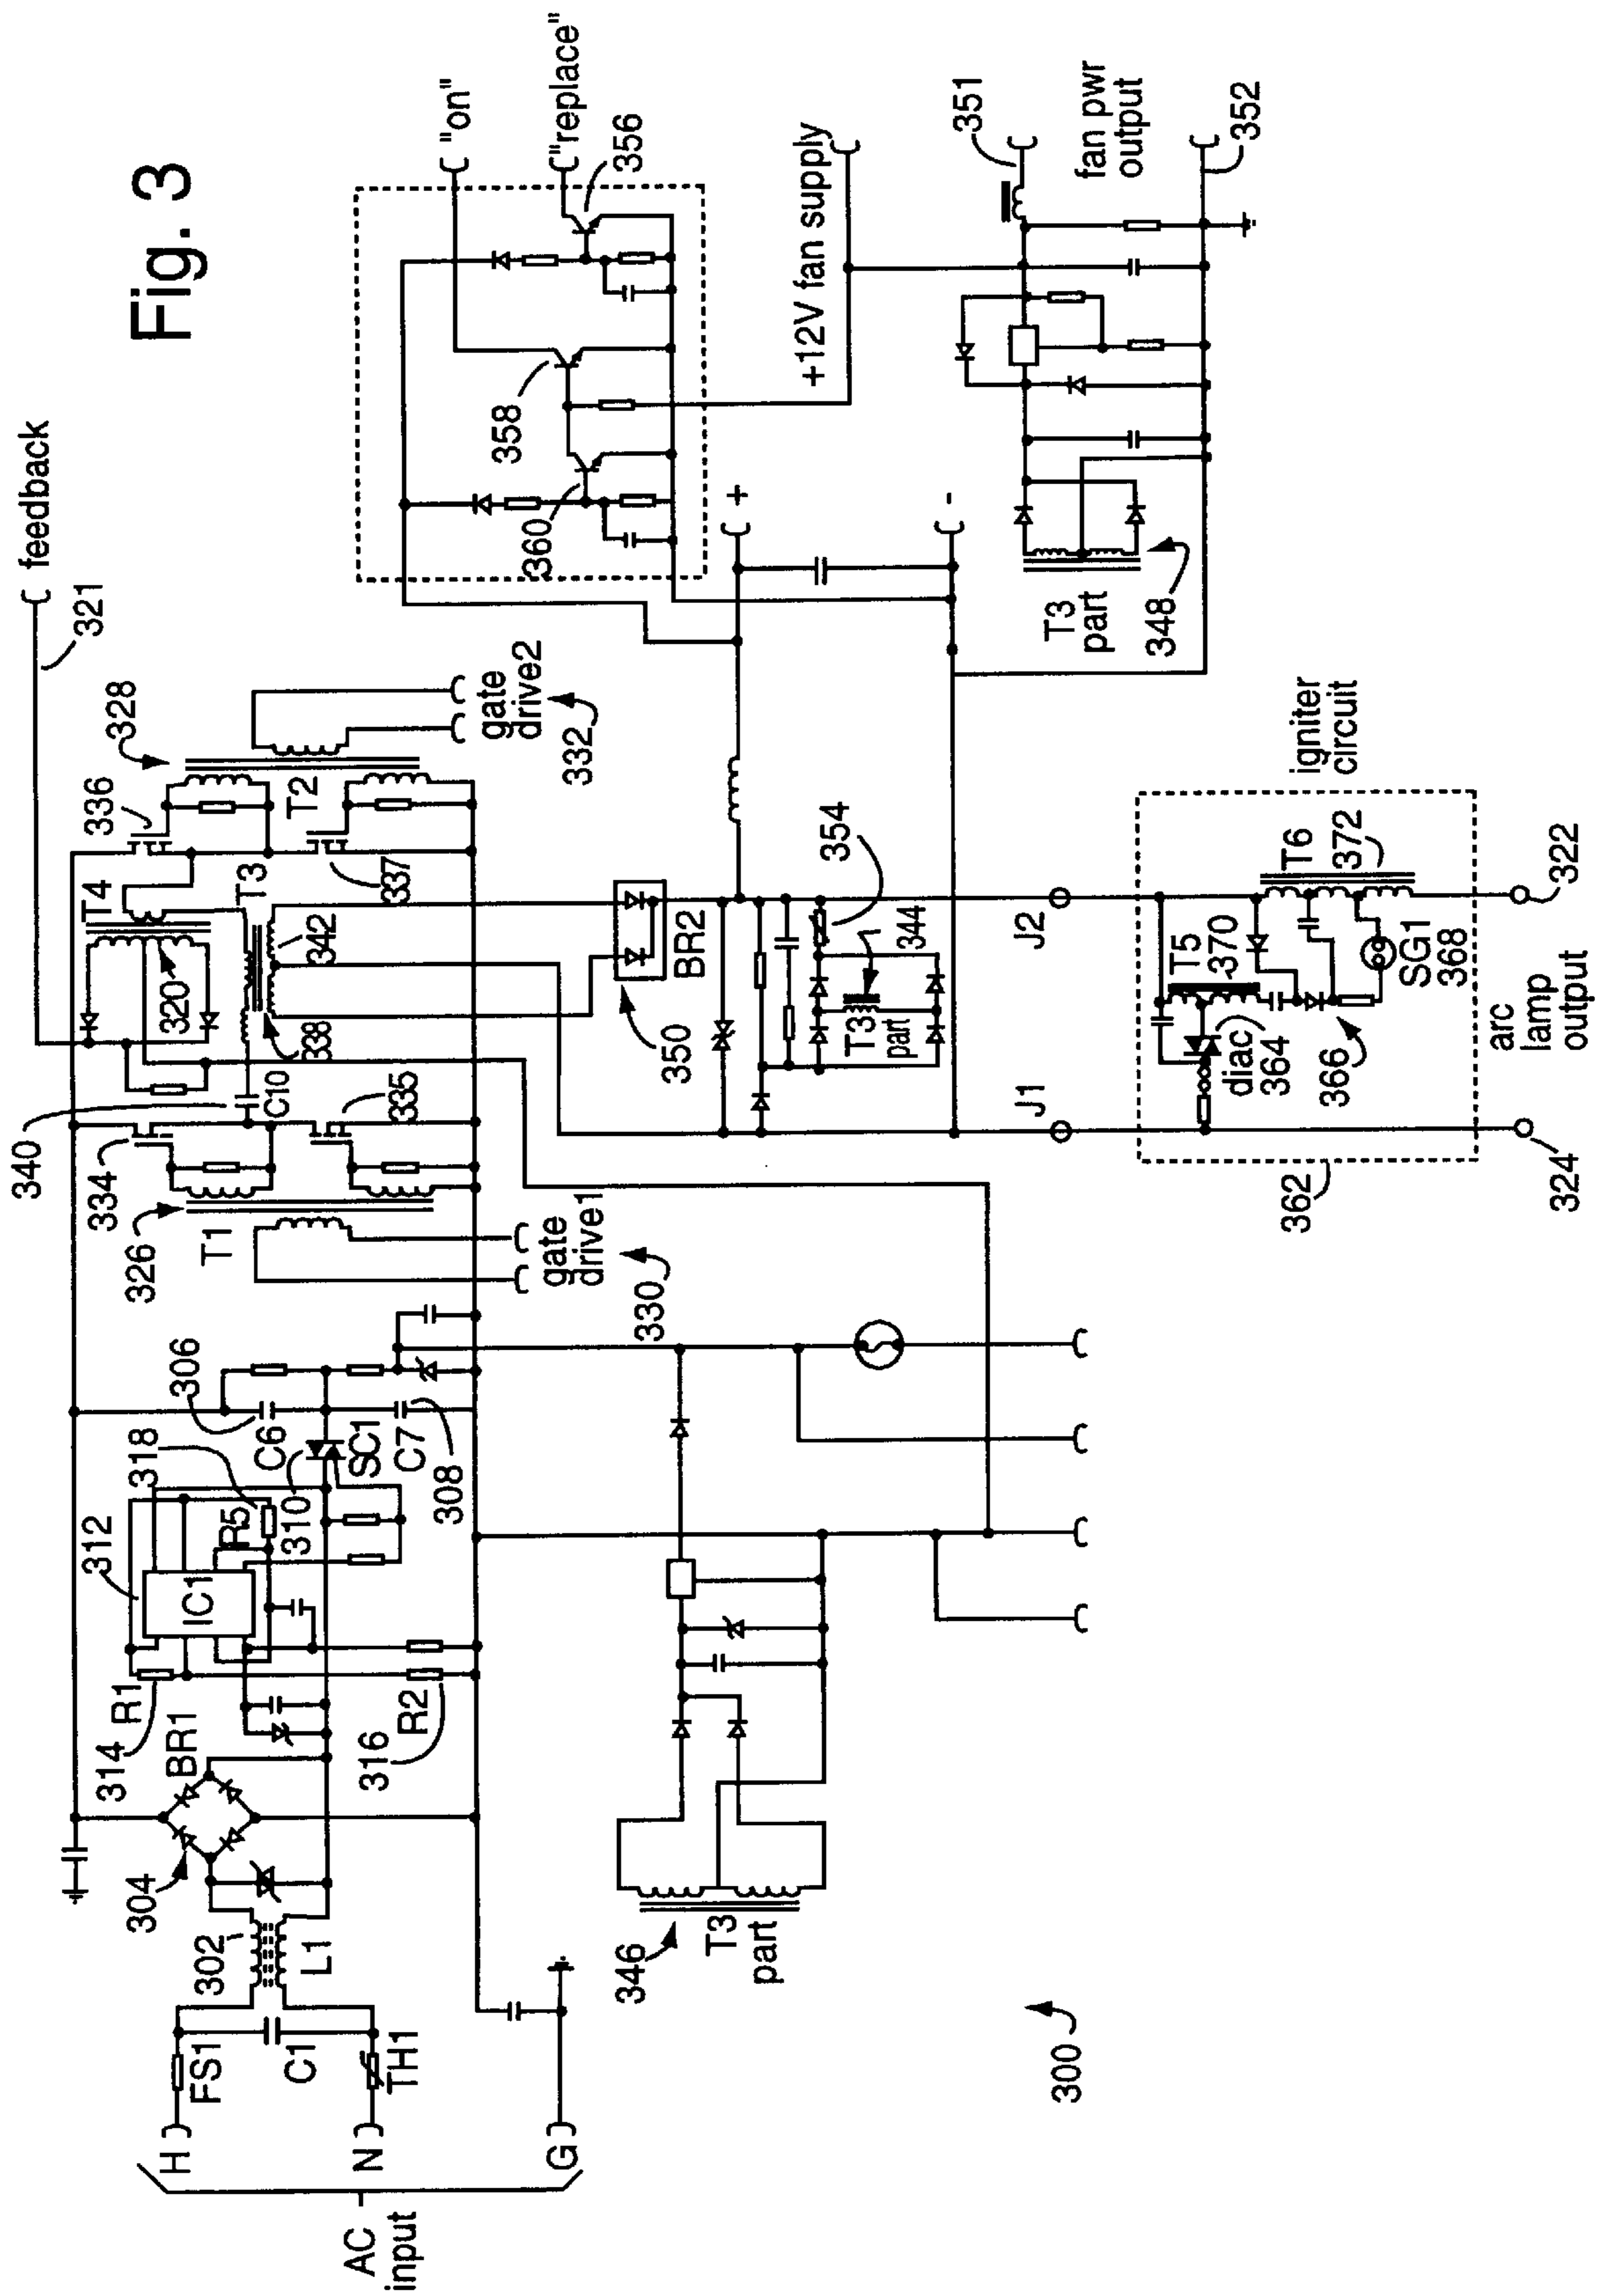 Fig. 3
feedback
321
"on"
"replace"
356
358
360
+12V fan supply
351
fan pwr
output
352
T3
part
348
+
-
328
336
T2
337
gate
drive2
332
T4
320
T3
342
338
C10
340
334
335
326
T1
gate
drive1
330
BR2
350
354
344
T3
part
J2
J1
igniter
circuit
T6
372
T5
370
SG1
368
diac
364
366
362
322
arc
lamp
output
324
306
C6
318
310
SC1
C7
308
R5
312
IC1
R1
314
R2
316
BR1
304
302
L1
FS1
C1
TH1
H
N
G
AC
input
346
T3
part
300